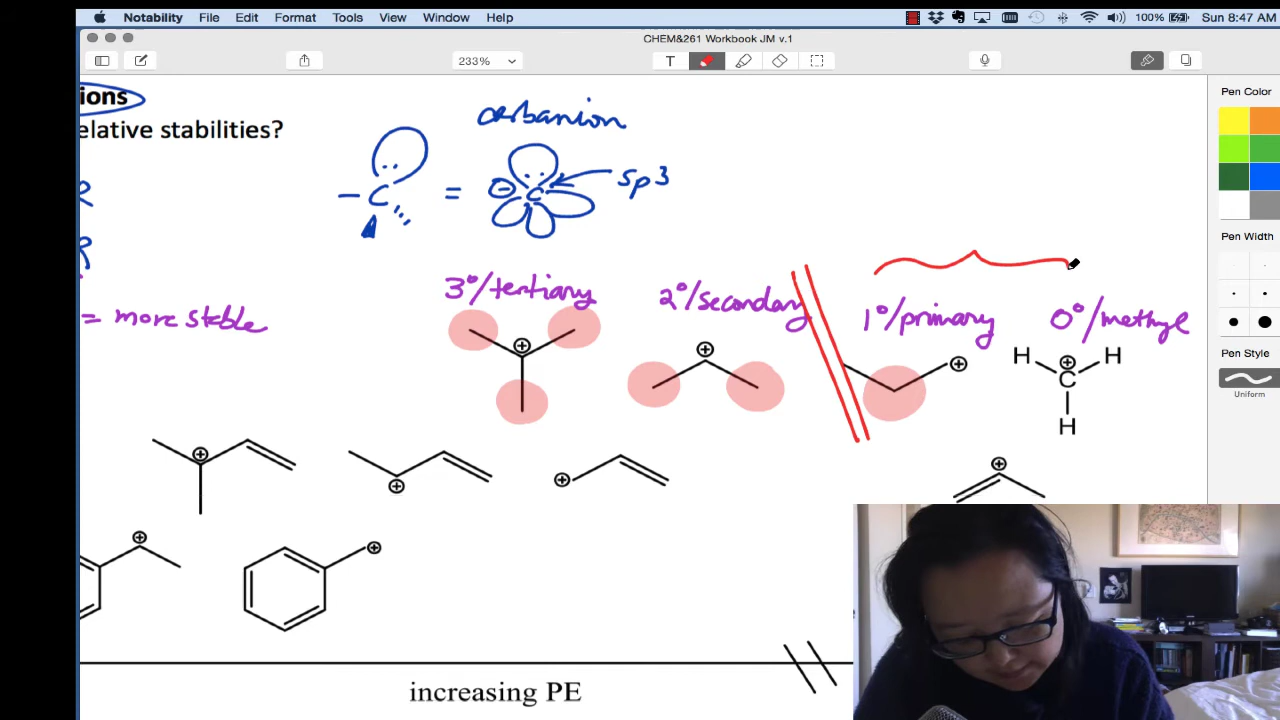 Notability File Edit Format Tools View Window Help 100% Sun 8:47 AM
CHEM&261 Workbook JM v.1
233% T
Pen Color
Pen Width
Pen Style
Uniform
ions
elative stabilities?
carbanion
R
R
– C = ⊖ C sp3
= more stable
3°/tertiary 2°/secondary 1°/primary 0°/methyl
⊕ ⊕ ⊕ H ⊕ H
C
H
⊕ ⊕ ⊕ ⊕
⊕ ⊕
increasing PE